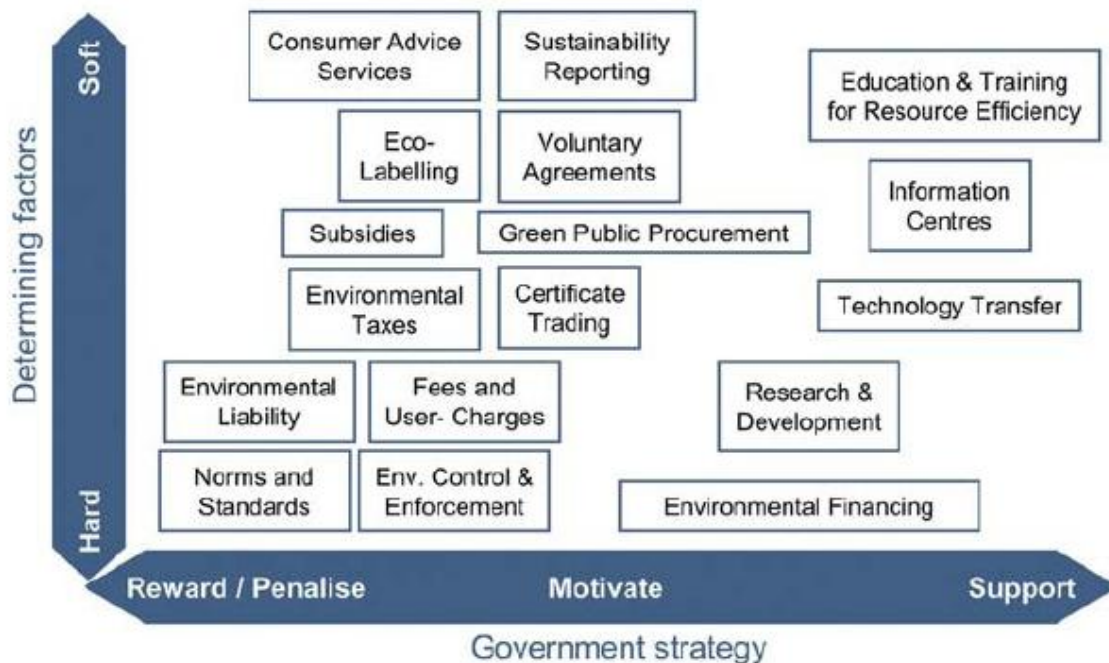 Soft
Determining factors
Hard
Consumer Advice
Services
Sustainability
Reporting
Education & Training
for Resource Efficiency
Eco-
Labelling
Voluntary
Agreements
Information
Centres
Subsidies
Green Public Procurement
Environmental
Taxes
Certificate
Trading
Technology Transfer
Environmental
Liability
Fees and
User- Charges
Research &
Development
Norms and
Standards
Env. Control &
Enforcement
Environmental Financing
Reward / Penalise
Motivate
Support
Government strategy